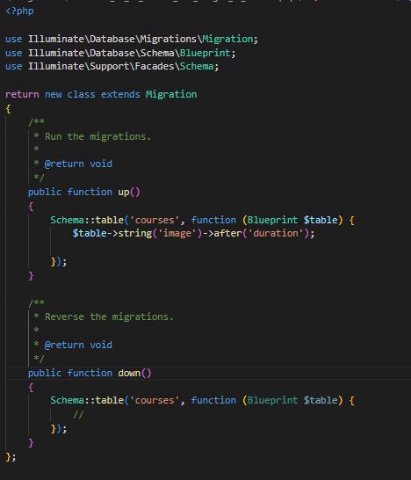 <?php
use Illuminate\Database\Migrations\Migration;
use Illuminate\Database\Schema\Blueprint;
use Illuminate\Support\Facades\Schema;
return new class extends Migration
{
    /**
     * Run the migrations.
     *
     * @return void
     */
    public function up()
    {
        Schema::table('courses', function (Blueprint $table) {
            $table->string('image')->after('duration');
        });
    }
    /**
     * Reverse the migrations.
     *
     * @return void
     */
    public function down()
    {
        Schema::table('courses', function (Blueprint $table) {
            //
        });
    }
};